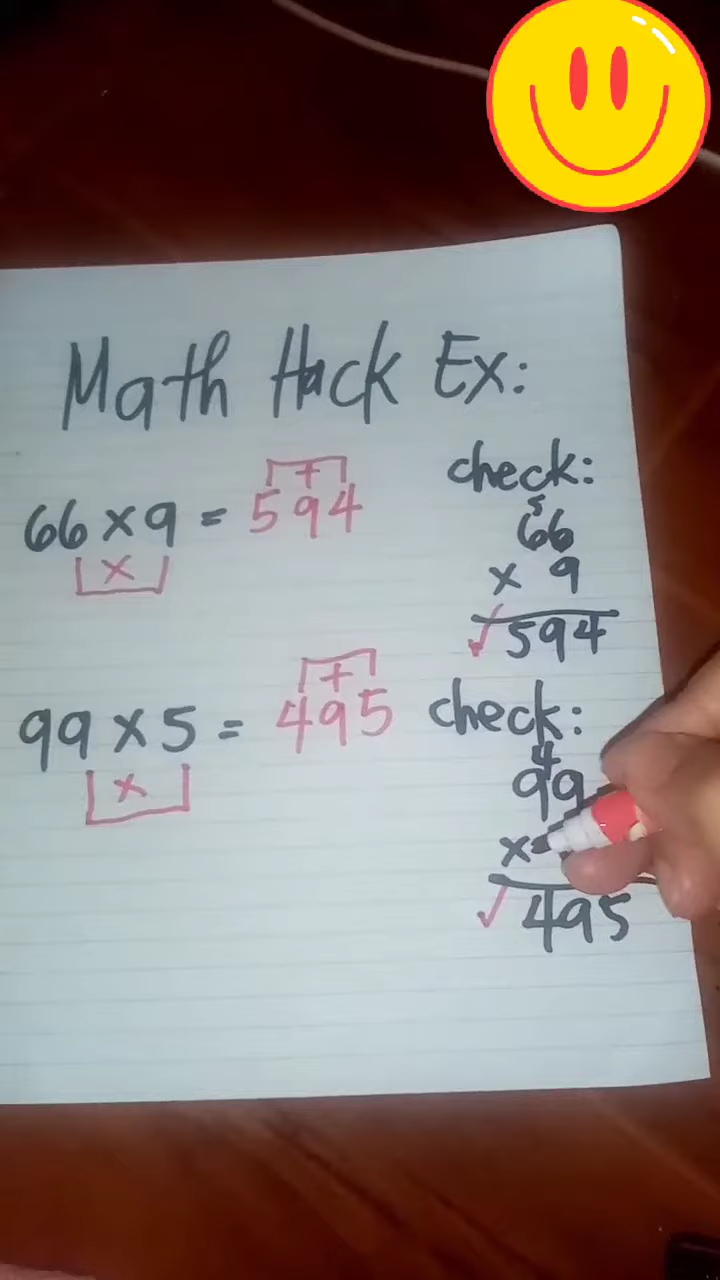 Math Hack Ex:
+
66 x 9 = 594
x
check:
5
66
x 9
✓ 594
+
99 x 5 = 495
x
check:
4
99
x
✓ 495